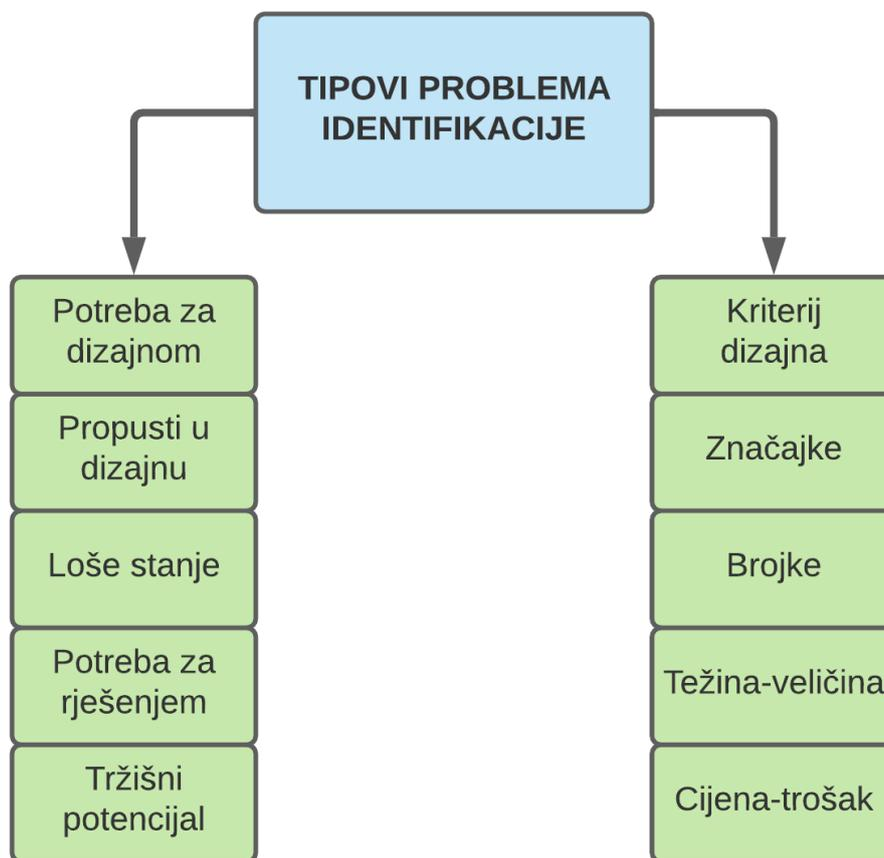 TIPOVI PROBLEMA
IDENTIFIKACIJE
Potreba za
dizajnom
Propusti u
dizajnu
Loše stanje
Potreba za
rješenjem
Tržišni
potencijal
Kriterij
dizajna
Značajke
Brojke
Težina-veličina
Cijena-trošak